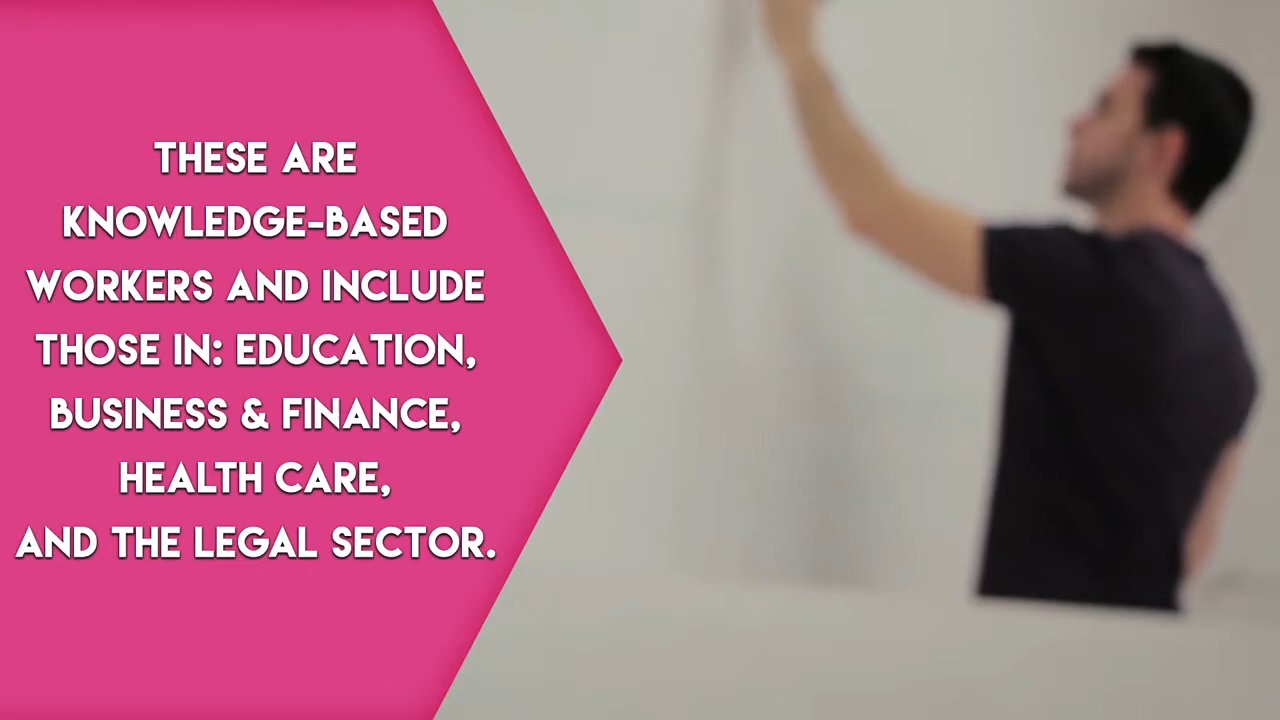 THESE ARE
KNOWLEDGE-BASED
WORKERS AND INCLUDE
THOSE IN: EDUCATION,
BUSINESS & FINANCE,
HEALTH CARE,
AND THE LEGAL SECTOR.